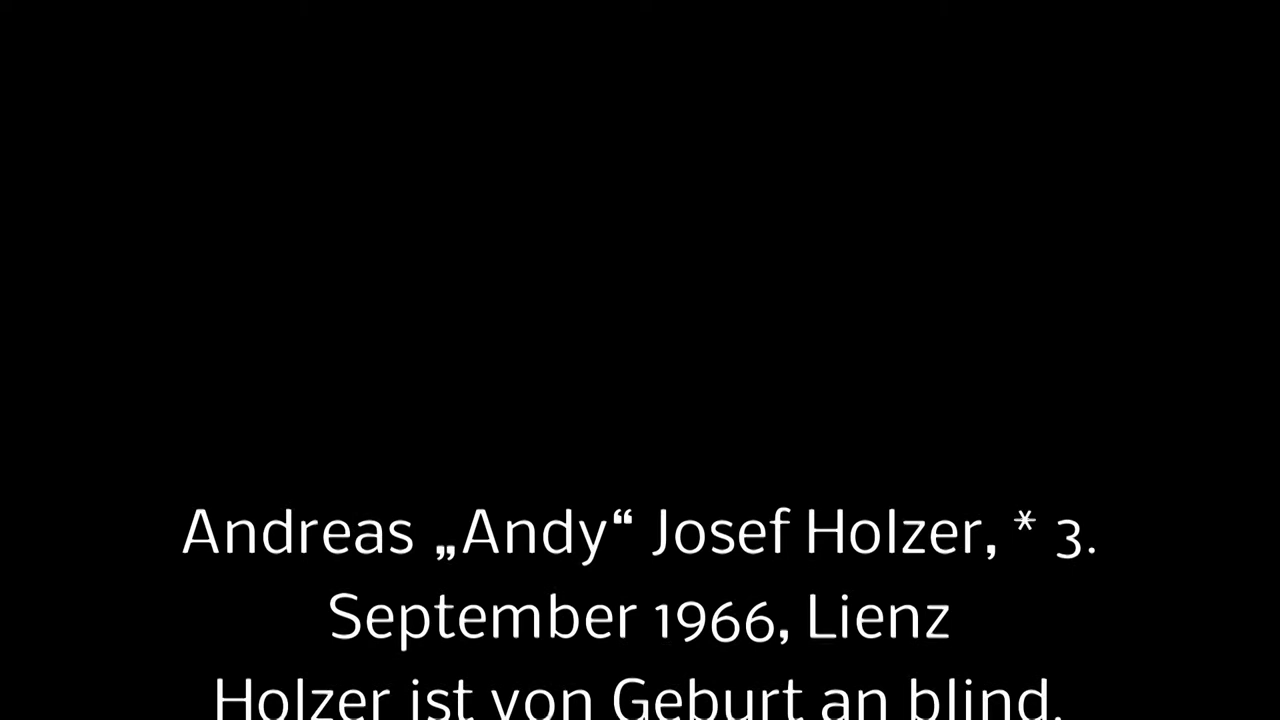 Andreas „Andy“ Josef Holzer, * 3.
September 1966, Lienz
Holzer ist von Geburt an blind.